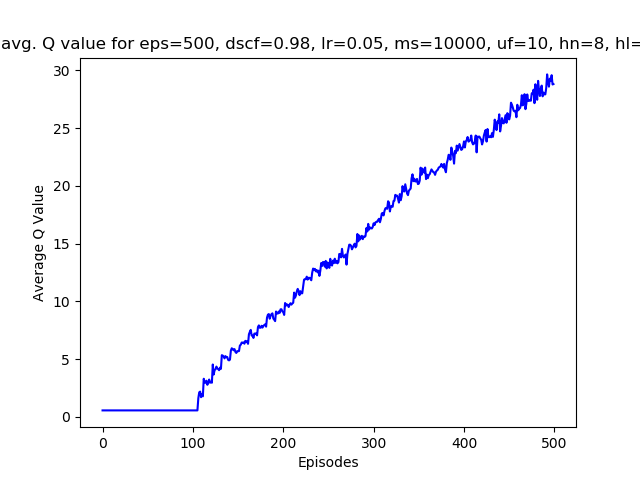 avg. Q value for eps=500, dscf=0.98, lr=0.05, ms=10000, uf=10, hn=8, hl=
30
25
20
15
10
5
0
Average Q Value
0 100 200 300 400 500
Episodes